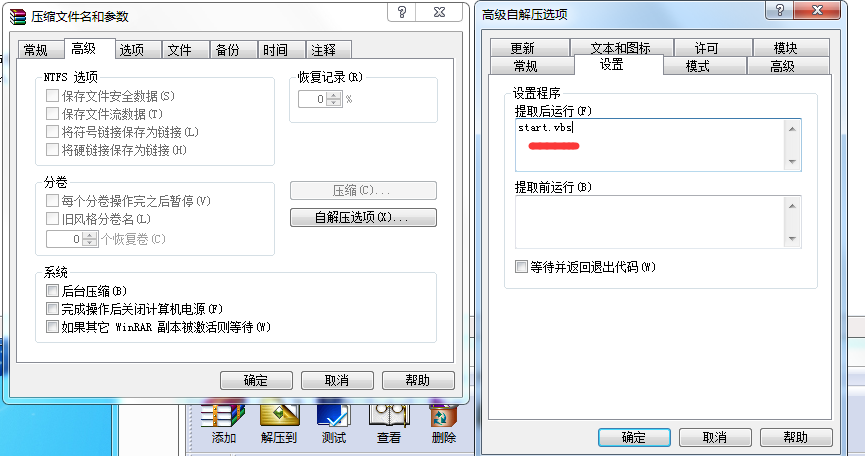 压缩文件名和参数
常规 高级 选项 文件 备份 时间 注释
NTFS 选项
保存文件安全数据(S)
保存文件流数据(T)
将符号链接保存为链接(L)
将硬链接保存为链接(H)
恢复记录(R)
0 %
分卷
每个分卷操作完之后暂停(V)
旧风格分卷名(L)
0 个恢复卷(C)
压缩(C)...
自解压选项(X)...
系统
后台压缩(B)
完成操作后关闭计算机电源(F)
如果其它 WinRAR 副本被激活则等待(W)
确定 取消 帮助
添加 解压到 测试 查看 删除
高级自解压选项
更新 文本和图标 许可 模块
常规 设置 模式 高级
设置程序
提取后运行(F)
start.vbs
提取前运行(B)
等待并返回退出代码(W)
确定 取消 帮助